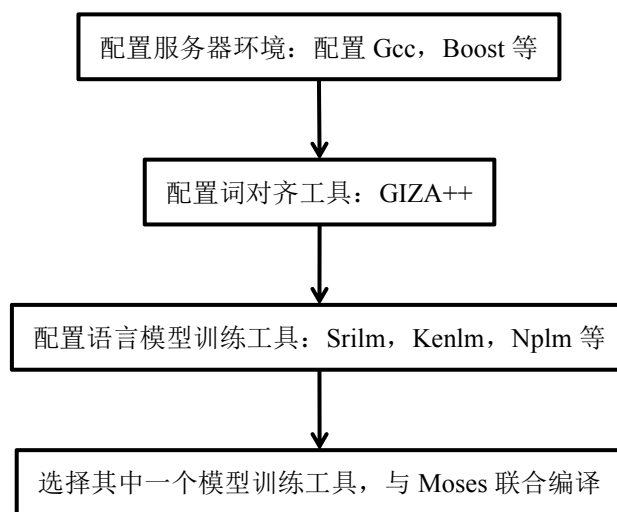 配置服务器环境：配置 Gcc，Boost 等
配置词对齐工具：GIZA++
配置语言模型训练工具：Srilm，Kenlm，Nplm 等
选择其中一个模型训练工具，与 Moses 联合编译